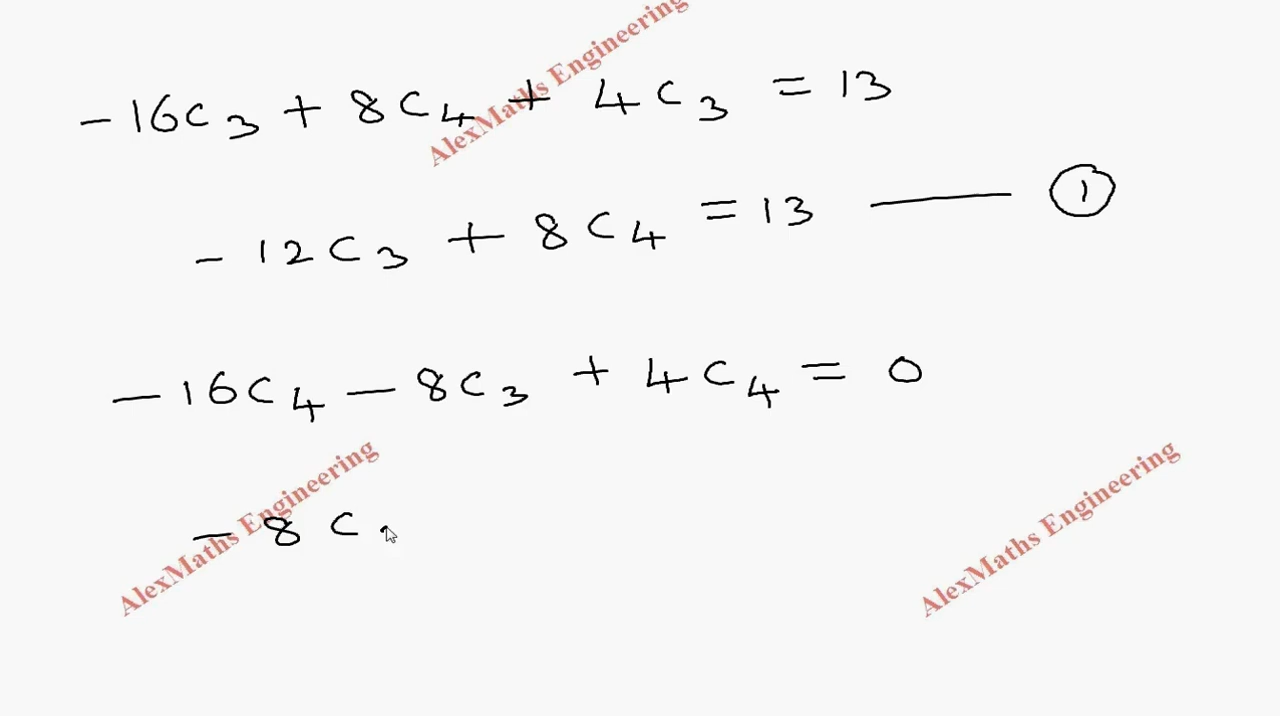 -16C₃ + 8C₄ + 4C₃ = 13
-12C₃ + 8C₄ = 13 —— ①
-16C₄ - 8C₃ + 4C₄ = 0
-8C
AlexMaths Engineering
AlexMaths Engineering
AlexMaths Engineering